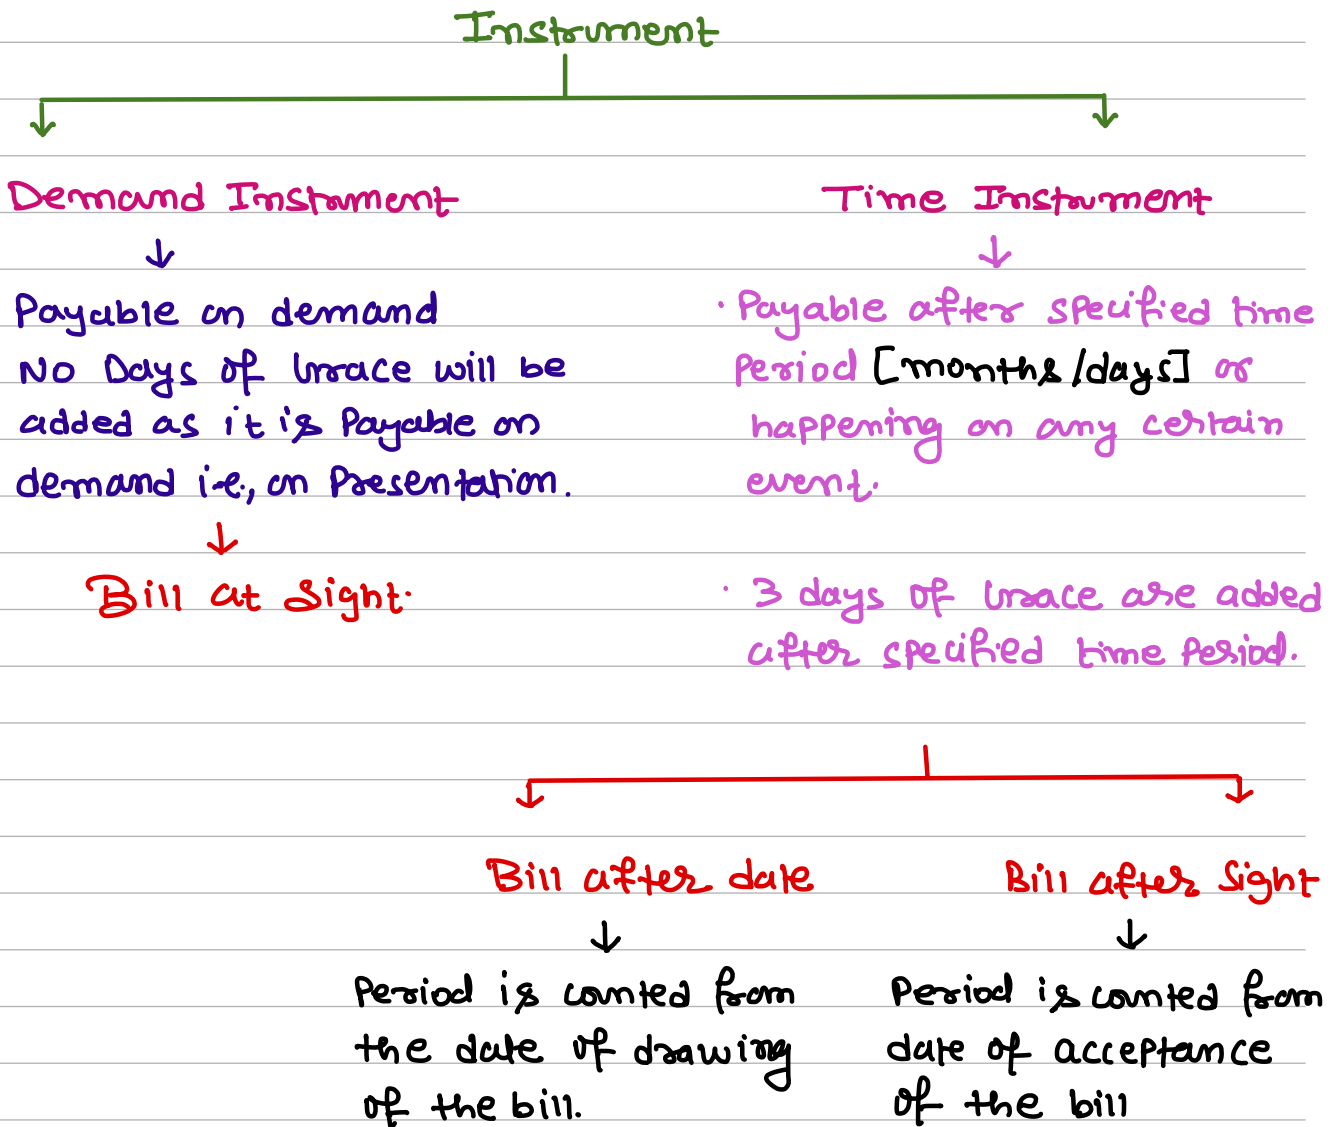 Instrument
Demand Instrument
Time Instrument
Payable on demand
No Days of Grace will be
added as it is Payable on
demand i.e., on Presentation.
Bill at Sight.
· Payable after specified time
Period [months/days] or
happening on any certain
event.
· 3 days of Grace are added
after specified time Period.
Bill after date
Bill after Sight
Period is counted from
the date of drawing
of the bill.
Period is counted from
date of acceptance
of the bill